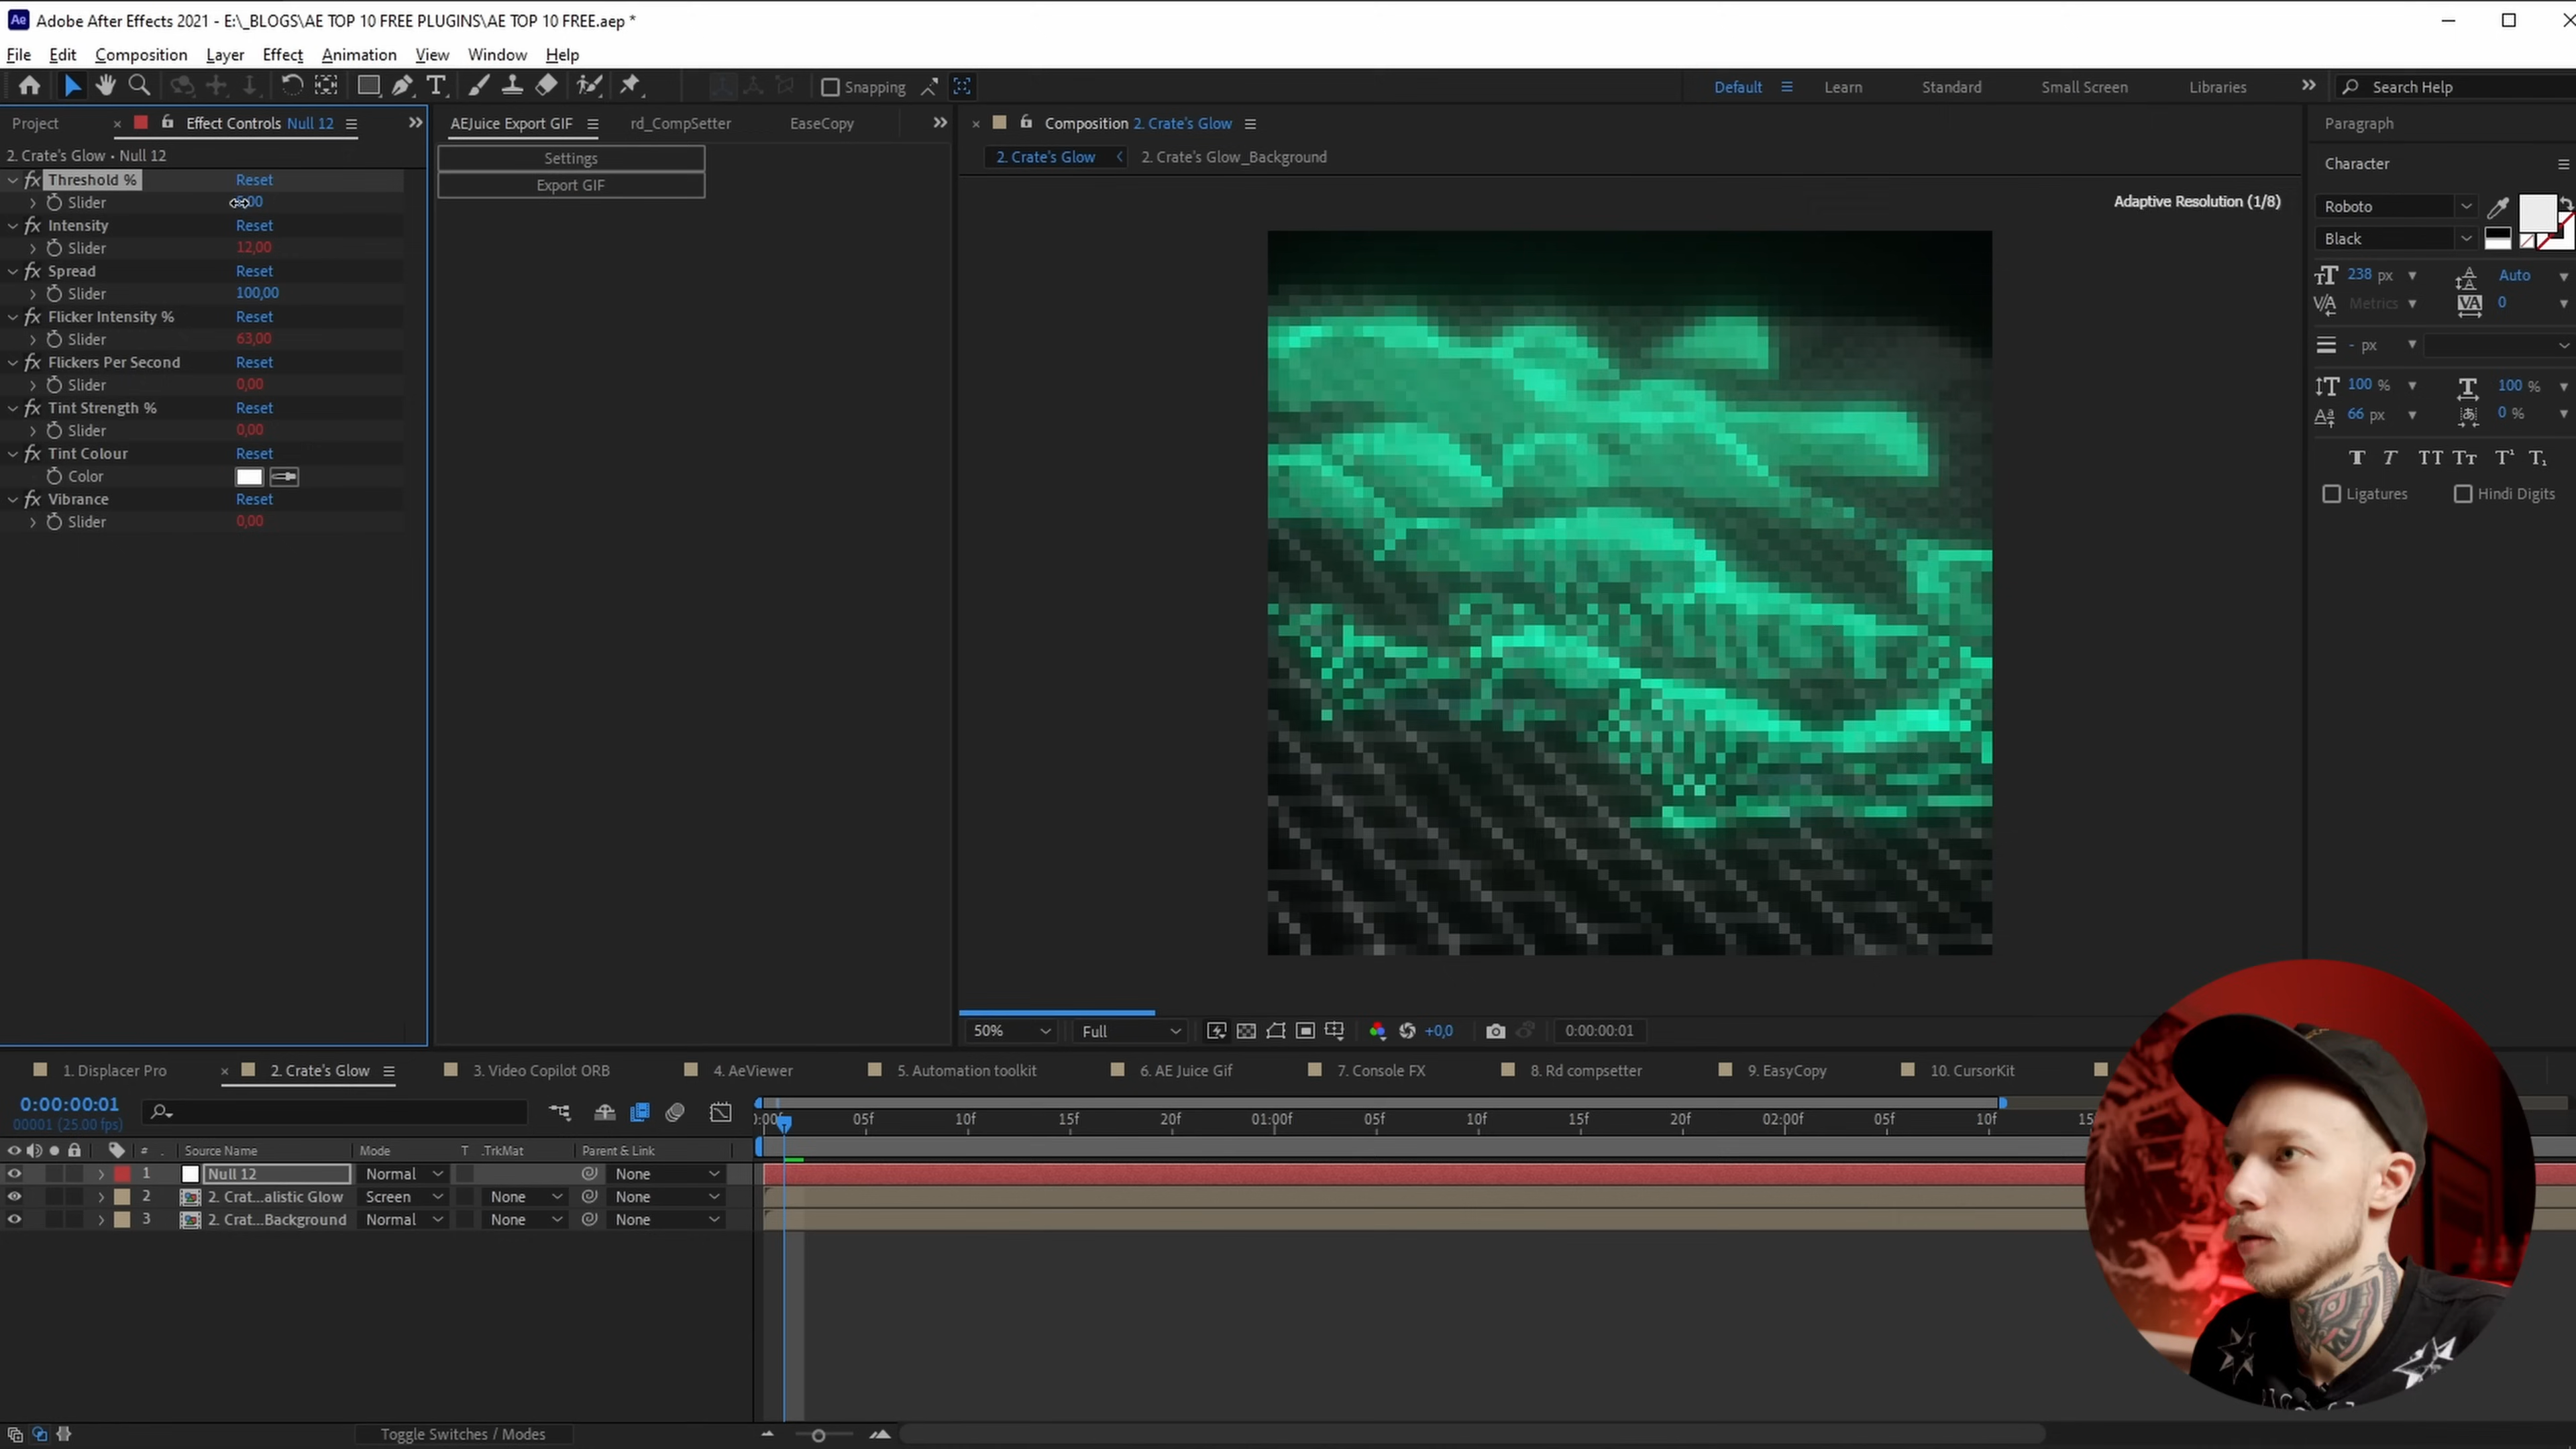 Ae Adobe After Effects 2021 - E:\_BLOGS\AE TOP 10 FREE PLUGINS\AE TOP 10 FREE.aep *
File Edit Composition Layer Effect Animation View Window Help
Snapping Default Learn Standard Small Screen Libraries Search Help
Project Effect Controls Null 12
2. Crate's Glow • Null 12
fx Threshold % Reset
Slider
fx Intensity Reset
Slider 12,00
fx Spread Reset
Slider 100,00
fx Flicker Intensity % Reset
Slider 63,00
fx Flickers Per Second Reset
Slider 0,00
fx Tint Strength % Reset
Slider 0,00
fx Tint Colour Reset
Color
fx Vibrance Reset
Slider 0,00
AEJuice Export GIF rd_CompSetter EaseCopy
Settings
Export GIF
Composition 2. Crate's Glow
2. Crate's Glow 2. Crate's Glow_Background
Adaptive Resolution (1/8)
50% Full +0,0 0:00:00:01
Paragraph
Character
Roboto
Black
238 px Auto
Metrics 0
- px
100 % 100 %
66 px 0 %
Ligatures Hindi Digits
1. Displacer Pro 2. Crate's Glow 3. Video Copilot ORB 4. AeViewer 5. Automation toolkit 6. AE Juice Gif 7. Console FX 8. Rd compsetter 9. EasyCopy 10. CursorKit
0:00:00:01
00001 (25.00 fps)
05f 10f 15f 20f 01:00f 05f 10f 15f 20f 02:00f 05f 10f
# Source Name Mode T .TrkMat Parent & Link
1 Null 12 Normal None
2 2. Crat...alistic Glow Screen None None
3 2. Crat...Background Normal None None
Toggle Switches / Modes